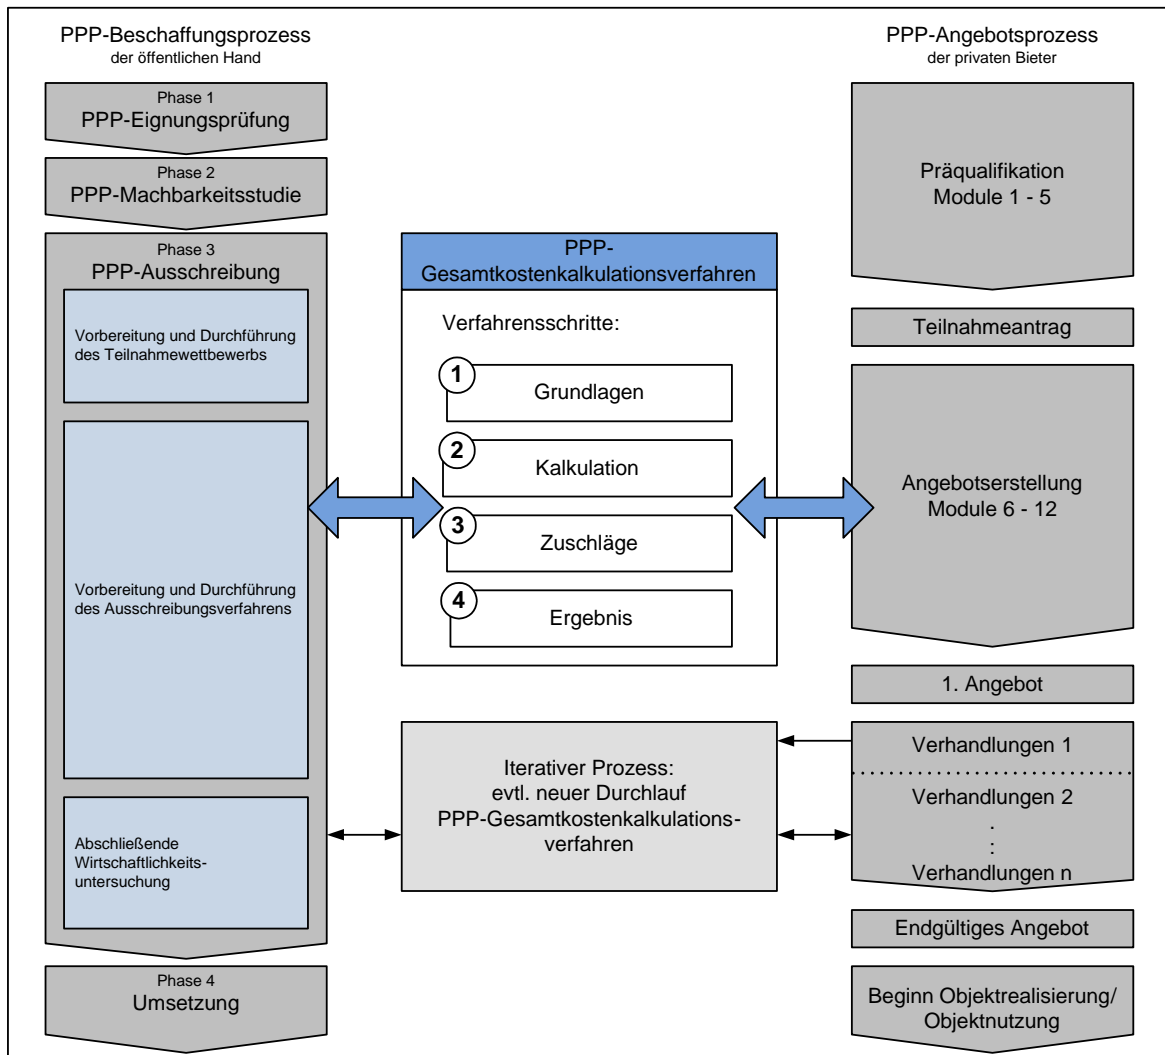 PPP-Beschaffungsprozess
der öffentlichen Hand
Phase 1
PPP-Eignungsprüfung
Phase 2
PPP-Machbarkeitsstudie
Phase 3
PPP-Ausschreibung
Vorbereitung und Durchführung
des Teilnahmewettbewerbs
Vorbereitung und Durchführung
des Ausschreibungsverfahrens
Abschließende
Wirtschaftlichkeits-
untersuchung
Phase 4
Umsetzung
PPP-
Gesamtkostenkalkulationsverfahren
Verfahrensschritte:
1
Grundlagen
2
Kalkulation
3
Zuschläge
4
Ergebnis
Iterativer Prozess:
evtl. neuer Durchlauf
PPP-Gesamtkostenkalkulations-
verfahren
PPP-Angebotsprozess
der privaten Bieter
Präqualifikation
Module 1 - 5
Teilnahmeantrag
Angebotserstellung
Module 6 - 12
1. Angebot
Verhandlungen 1
Verhandlungen 2
.
:
Verhandlungen n
Endgültiges Angebot
Beginn Objektrealisierung/
Objektnutzung